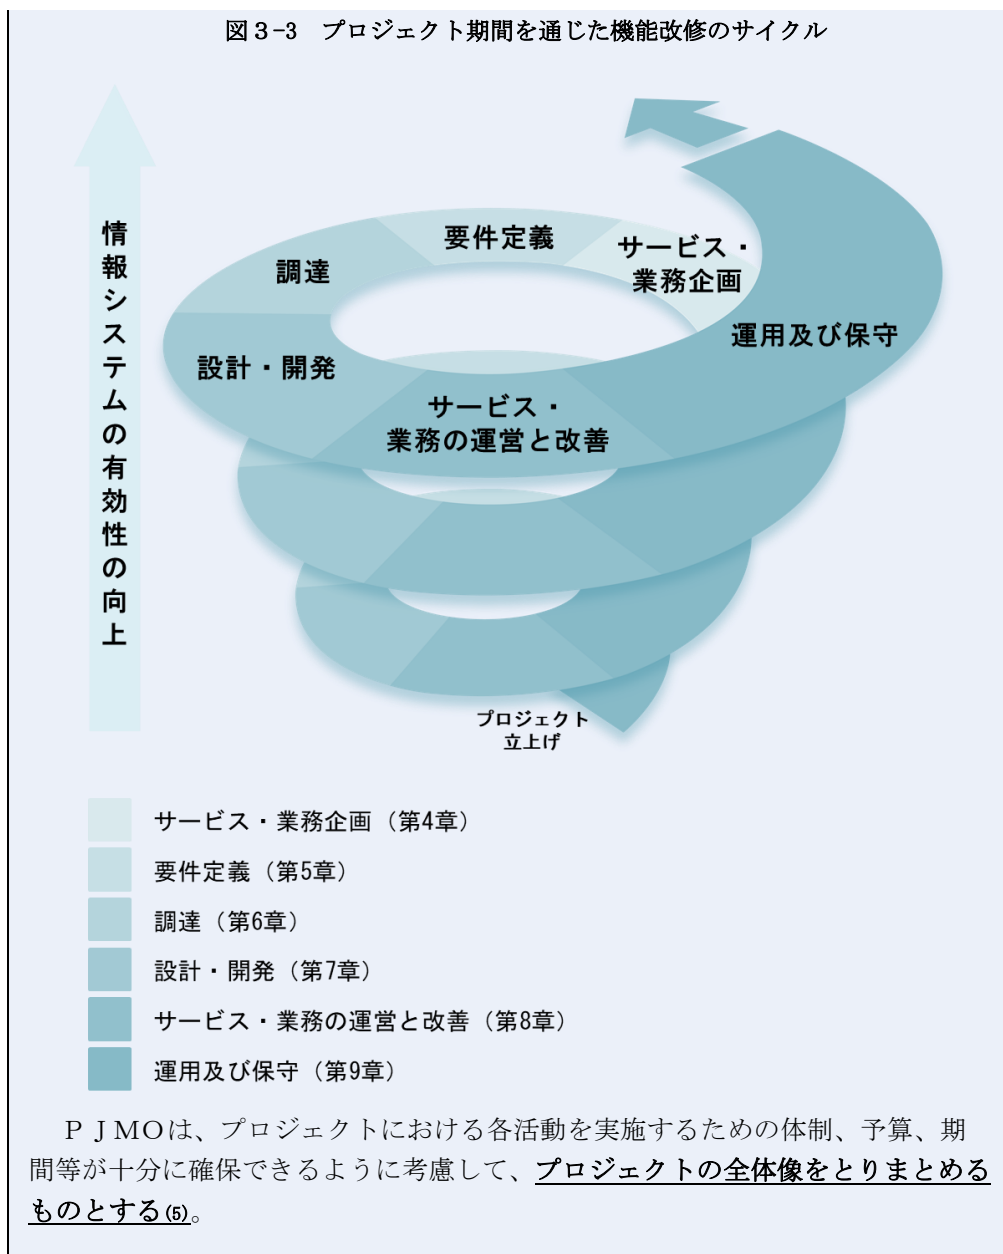 図３-3　プロジェクト期間を通じた機能改修のサイクル
情報システムの有効性の向上
要件定義
サービス・
業務企画
調達
運用及び保守
設計・開発
サービス・
業務の運営と改善
プロジェクト
立上げ
サービス・業務企画（第4章）
要件定義（第5章）
調達（第6章）
設計・開発（第7章）
サービス・業務の運営と改善（第8章）
運用及び保守（第9章）
ＰＪＭＯは、プロジェクトにおける各活動を実施するための体制、予算、期
間等が十分に確保できるように考慮して、プロジェクトの全体像をとりまとめる
ものとする(5)。